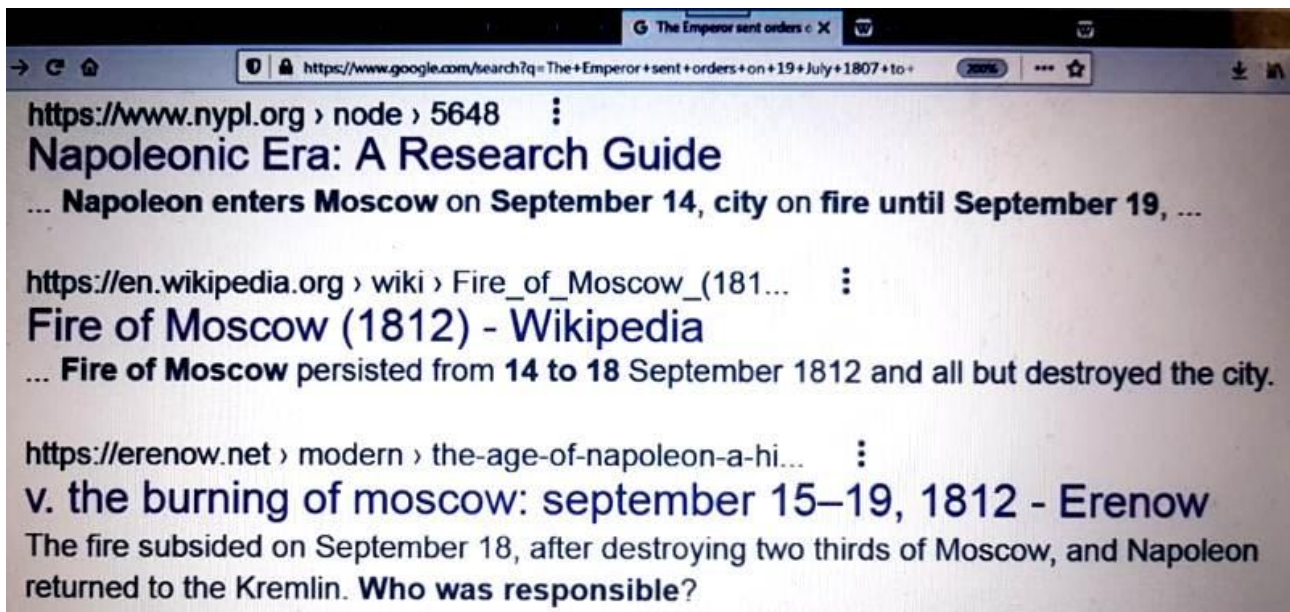 G The Emperor sent orders o X
https://www.google.com/search?q=The+Emperor+sent+orders+on+19+July+1807+to+ 200%
https://www.nypl.org › node › 5648
Napoleonic Era: A Research Guide
... Napoleon enters Moscow on September 14, city on fire until September 19, ...
https://en.wikipedia.org › wiki › Fire_of_Moscow_(181...
Fire of Moscow (1812) - Wikipedia
... Fire of Moscow persisted from 14 to 18 September 1812 and all but destroyed the city.
https://erenow.net › modern › the-age-of-napoleon-a-hi...
v. the burning of moscow: september 15–19, 1812 - Erenow
The fire subsided on September 18, after destroying two thirds of Moscow, and Napoleon
returned to the Kremlin. Who was responsible?